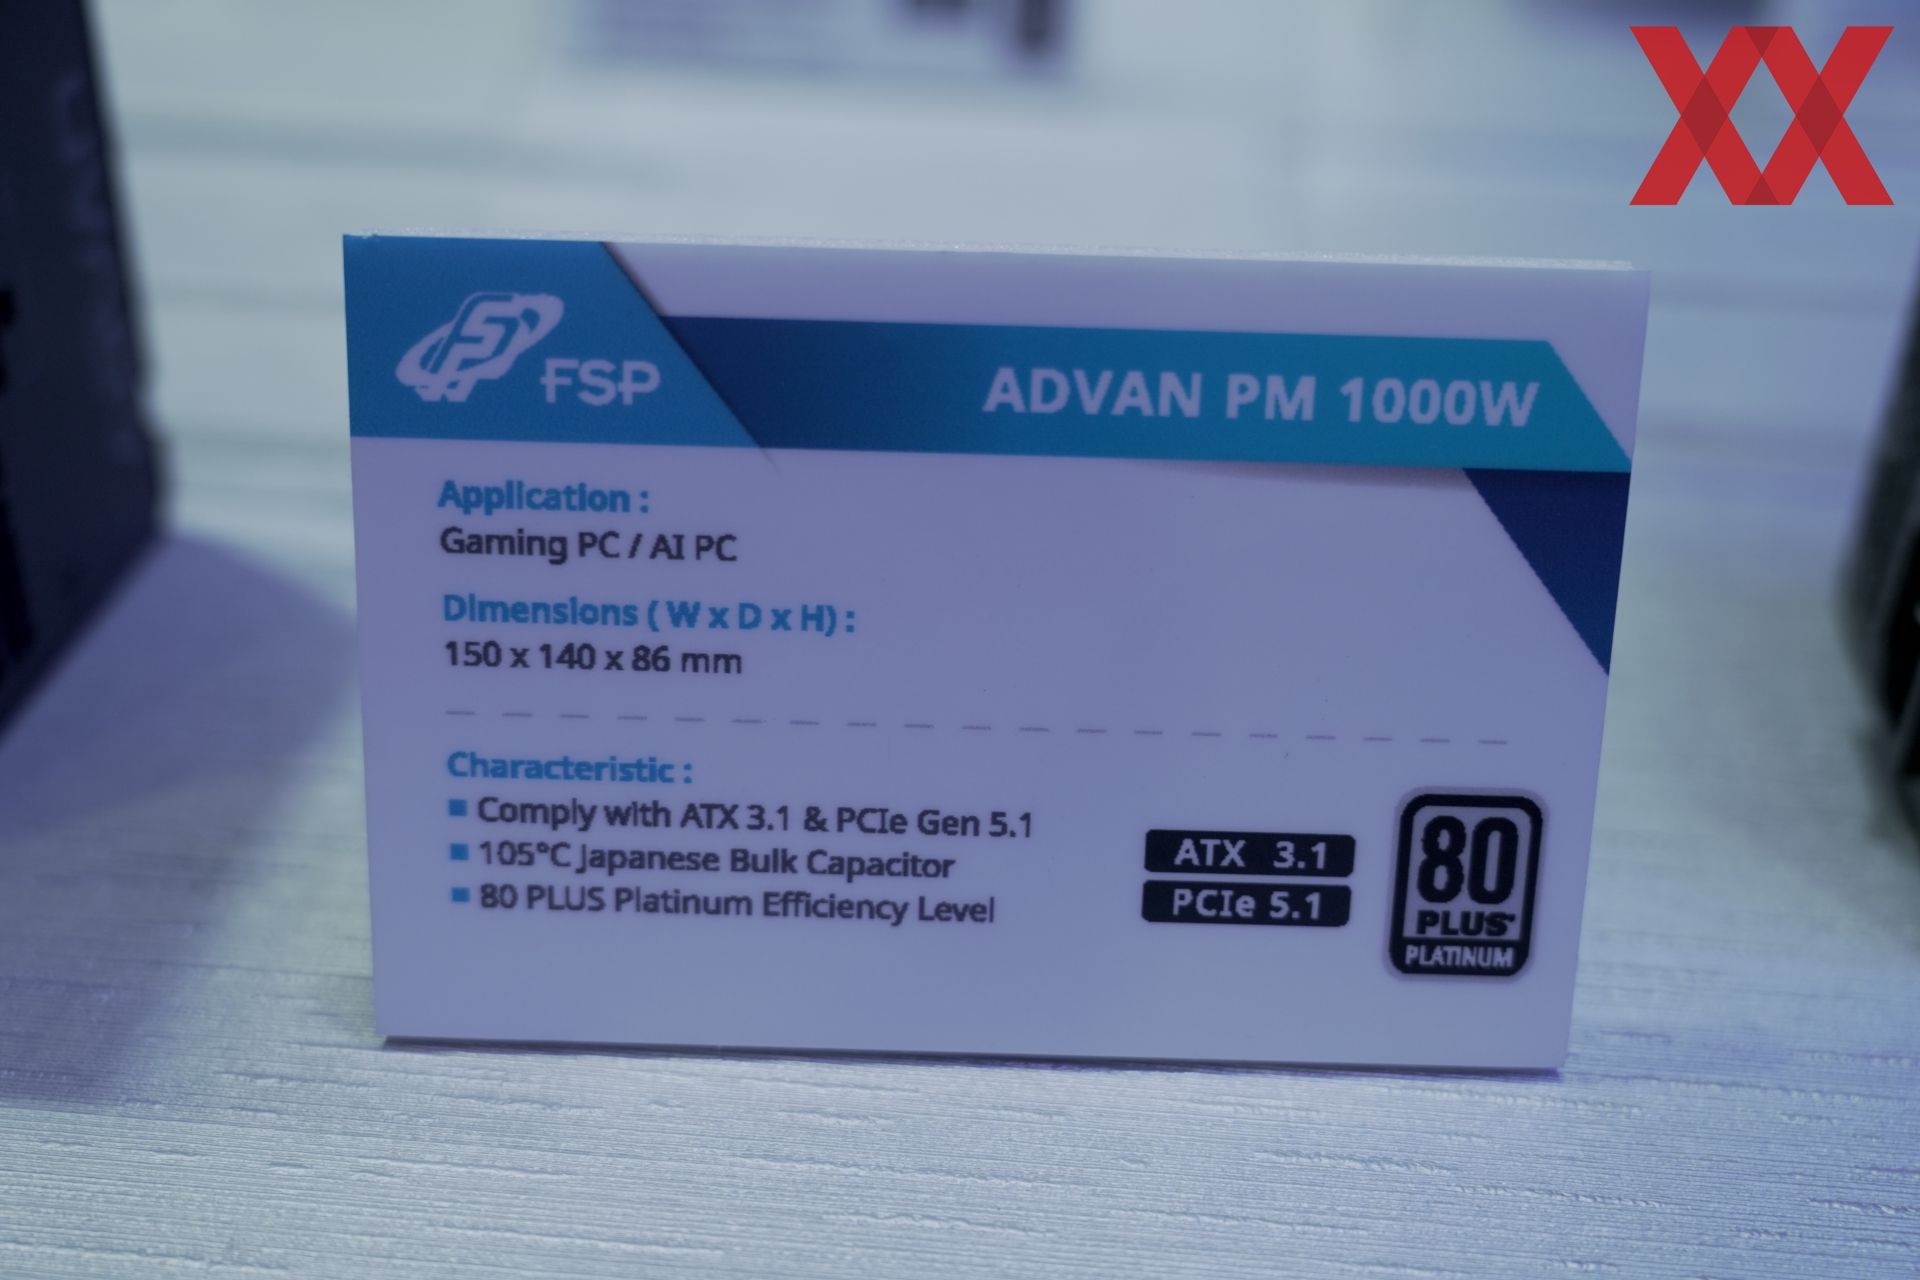 FSP
ADVAN PM 1000W
Application :
Gaming PC / AI PC
Dimensions ( W x D x H) :
150 x 140 x 86 mm
Characteristic :
Comply with ATX 3.1 & PCIe Gen 5.1
105°C Japanese Bulk Capacitor
80 PLUS Platinum Efficiency Level
ATX 3.1
PCIe 5.1
80
PLUS
PLATINUM